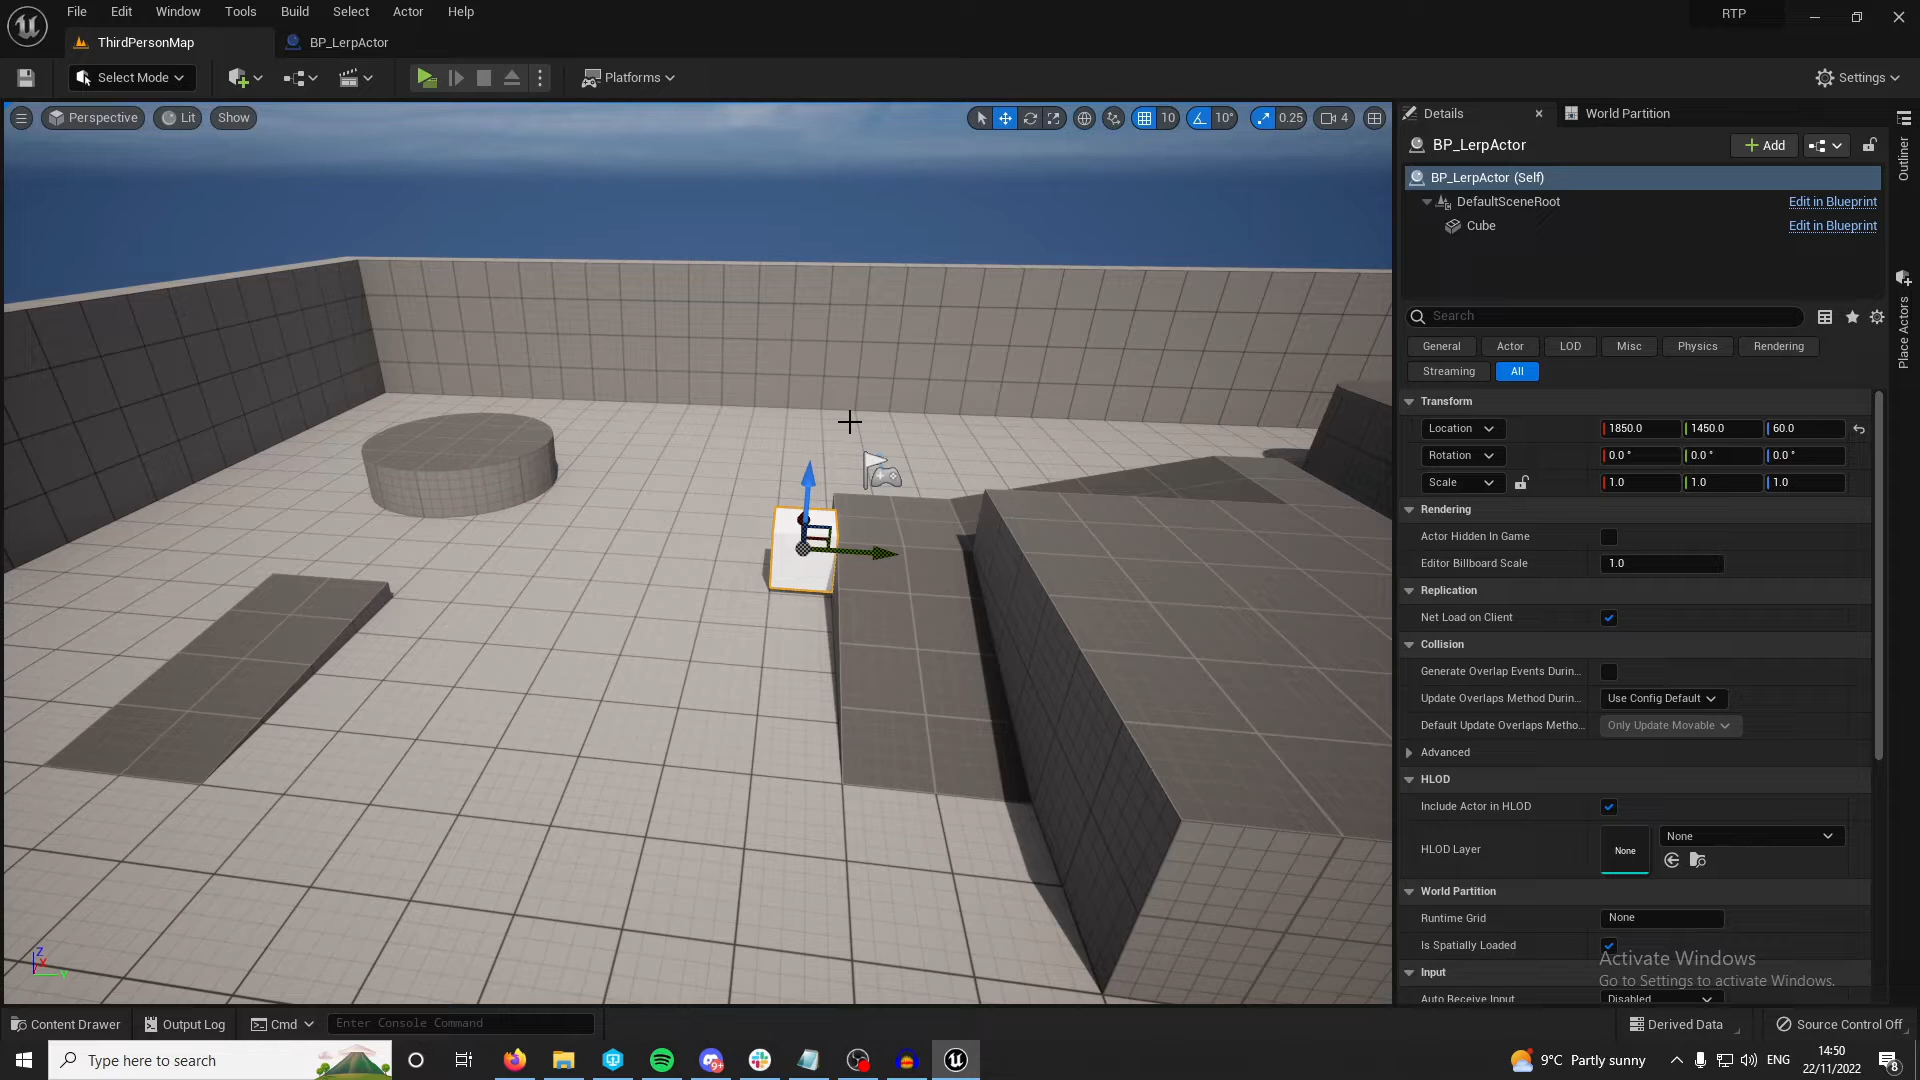 File Edit Window Tools Build Select Actor Help
RTP
ThirdPersonMap
BP_LerpActor
Select Mode
Platforms
Settings
Perspective
Lit
Show
10
10°
0.25
4
Details
World Partition
BP_LerpActor
Add
BP_LerpActor (Self)
DefaultSceneRoot
Edit in Blueprint
Cube
Edit in Blueprint
Outliner
Place Actors
Search
General
Actor
LOD
Misc
Physics
Rendering
Streaming
All
Transform
Location
1850.0
1450.0
60.0
Rotation
0.0 °
0.0 °
0.0 °
Scale
1.0
1.0
1.0
Rendering
Actor Hidden In Game
Editor Billboard Scale
1.0
Replication
Net Load on Client
Collision
Generate Overlap Events Durin...
Update Overlaps Method Durin...
Use Config Default
Default Update Overlaps Metho...
Only Update Movable
Advanced
HLOD
Include Actor in HLOD
HLOD Layer
None
None
World Partition
Runtime Grid
None
Is Spatially Loaded
Activate Windows
Go to Settings to activate Windows.
Input
Auto Receive Input
Disabled
Z
X
Y
Content Drawer
Output Log
Cmd
Enter Console Command
Derived Data
Source Control Off
Type here to search
9+
9°C Partly sunny
ENG
14:50
22/11/2022
8